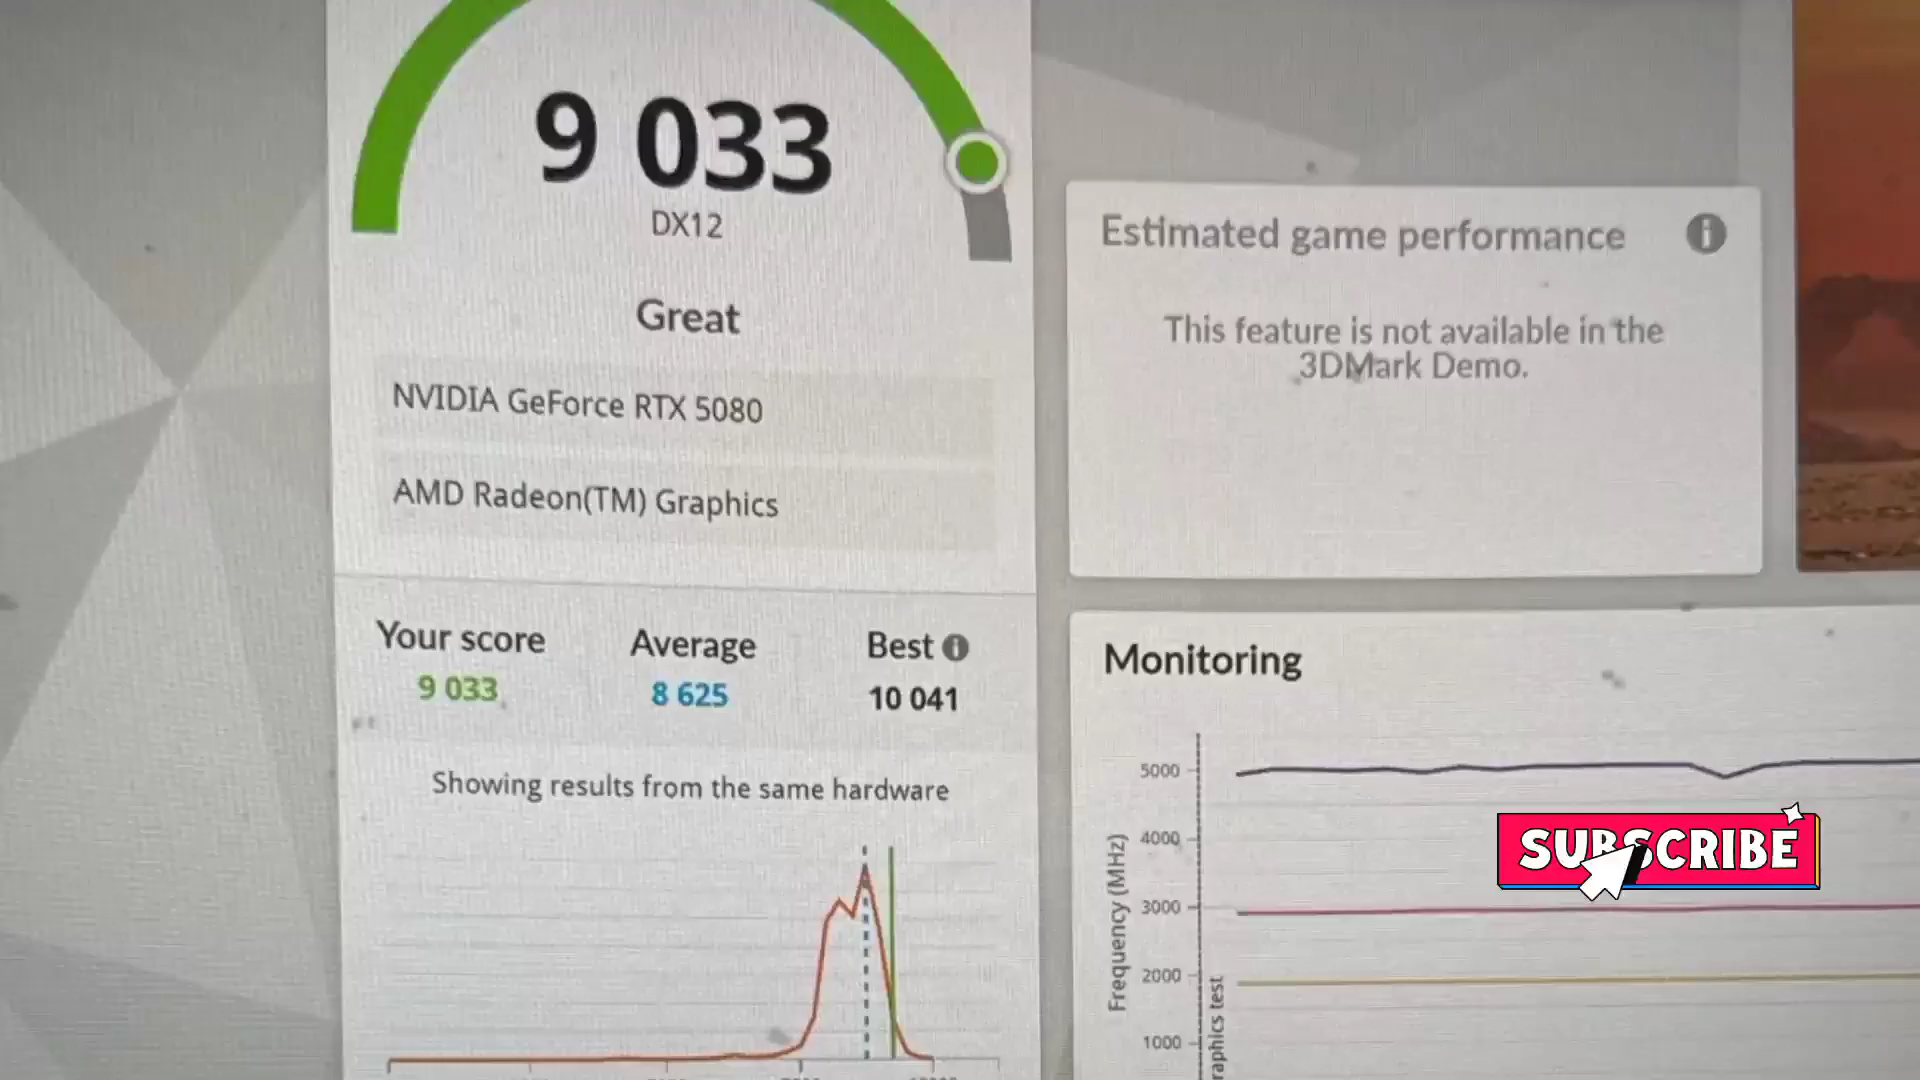 9 033
DX12
Great
NVIDIA GeForce RTX 5080
AMD Radeon(TM) Graphics
Your score
Average
Best
9 033
8 625
10 041
Showing results from the same hardware
Estimated game performance
This feature is not available in the
3DMark Demo.
Monitoring
Frequency (MHz)
5000
4000
3000
2000
1000
raphics test
SUBSCRIBE